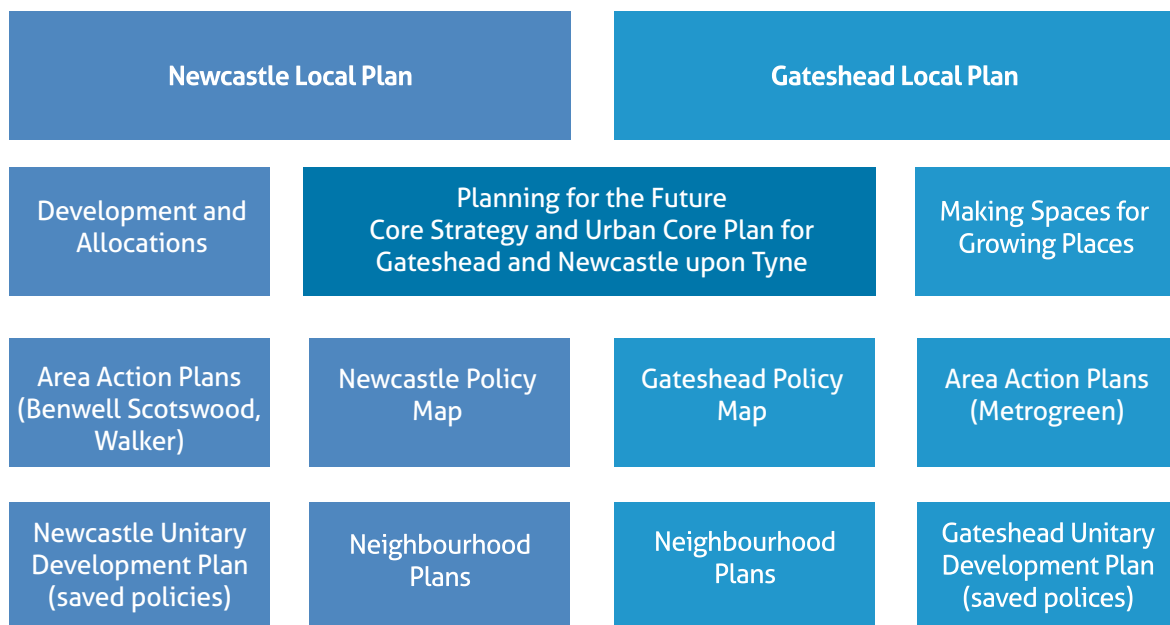 Newcastle Local Plan
Gateshead Local Plan
Development and
Allocations
Planning for the Future
Core Strategy and Urban Core Plan for
Gateshead and Newcastle upon Tyne
Making Spaces for
Growing Places
Area Action Plans
(Benwell Scotswood,
Walker)
Newcastle Policy
Map
Gateshead Policy
Map
Area Action Plans
(Metrogreen)
Newcastle Unitary
Development Plan
(saved policies)
Neighbourhood
Plans
Neighbourhood
Plans
Gateshead Unitary
Development Plan
(saved polices)